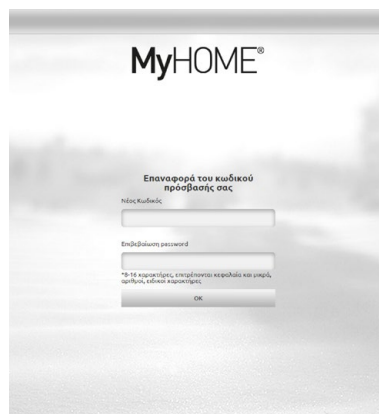 MyHOME®
Επαναφορά του κωδικού
πρόσβασής σας
Νέος Κωδικός
Επιβεβαίωση password
*8-16 χαρακτήρες, επιτρέπονται κεφαλαία και μικρά,
αριθμοί, ειδικοί χαρακτήρες
OK